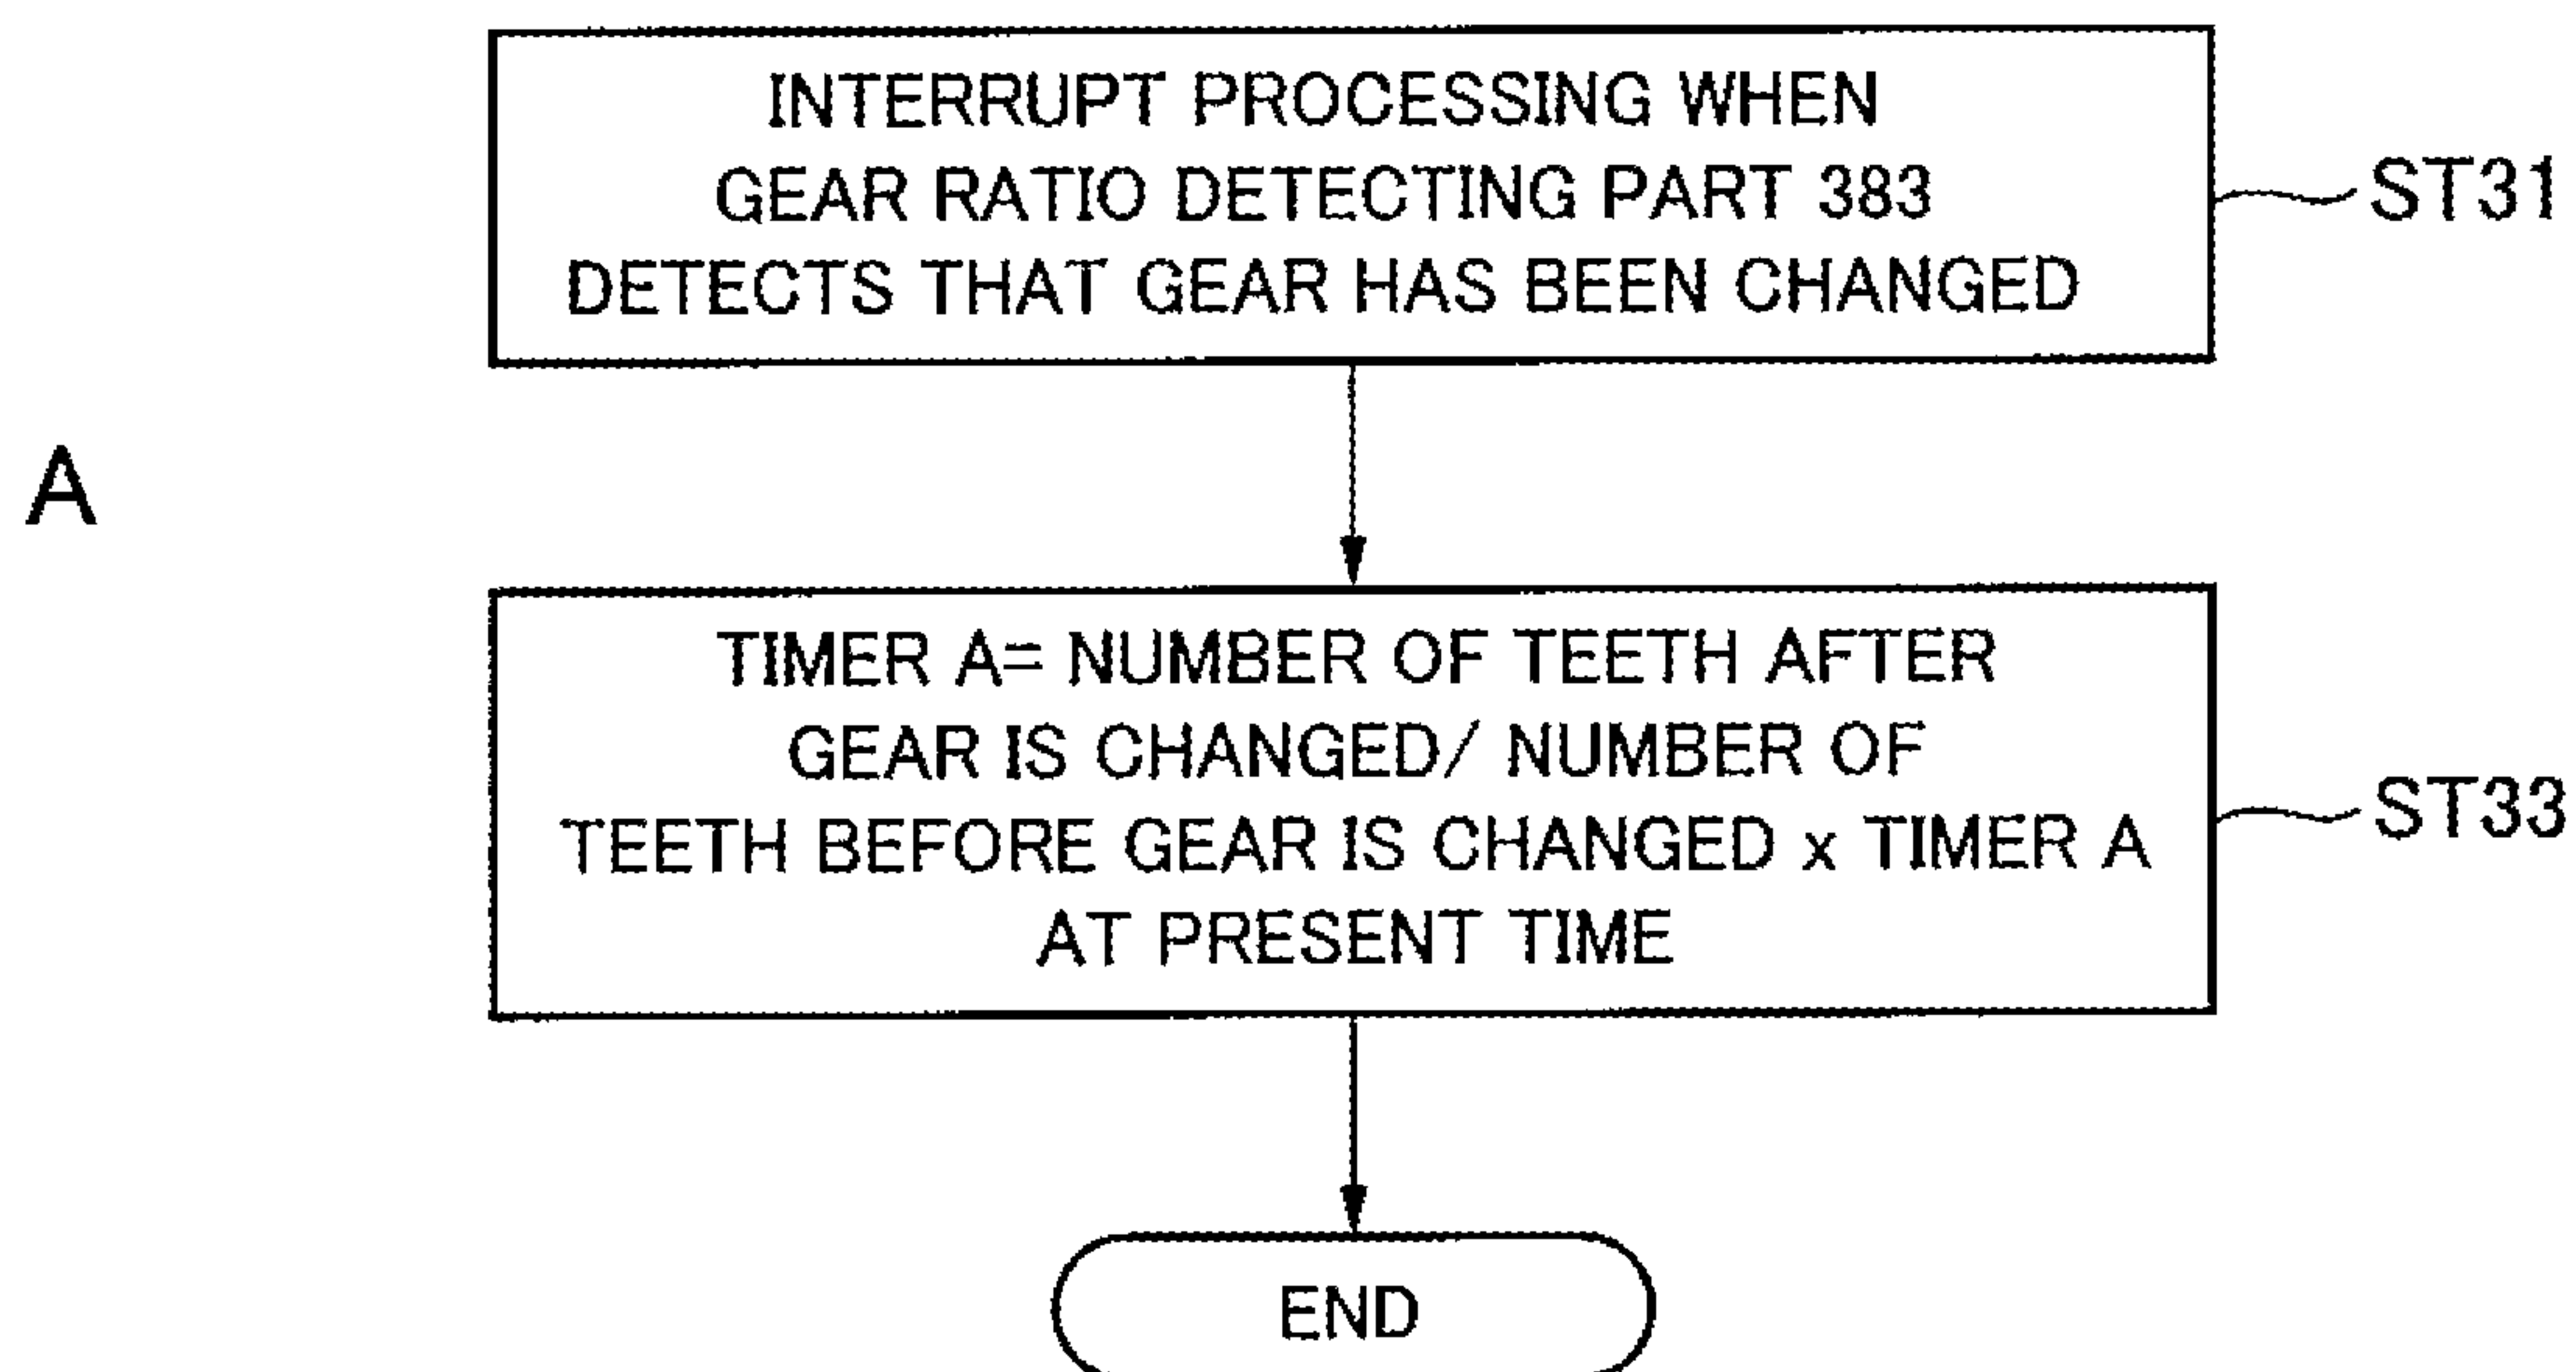 INTERRUPT PROCESSING WHEN
GEAR RATIO DETECTING PART 383
DETECTS THAT GEAR HAS BEEN CHANGED
ST31
A
TIMER A= NUMBER OF TEETH AFTER
GEAR IS CHANGED/ NUMBER OF
TEETH BEFORE GEAR IS CHANGED x TIMER A
AT PRESENT TIME
ST33
END